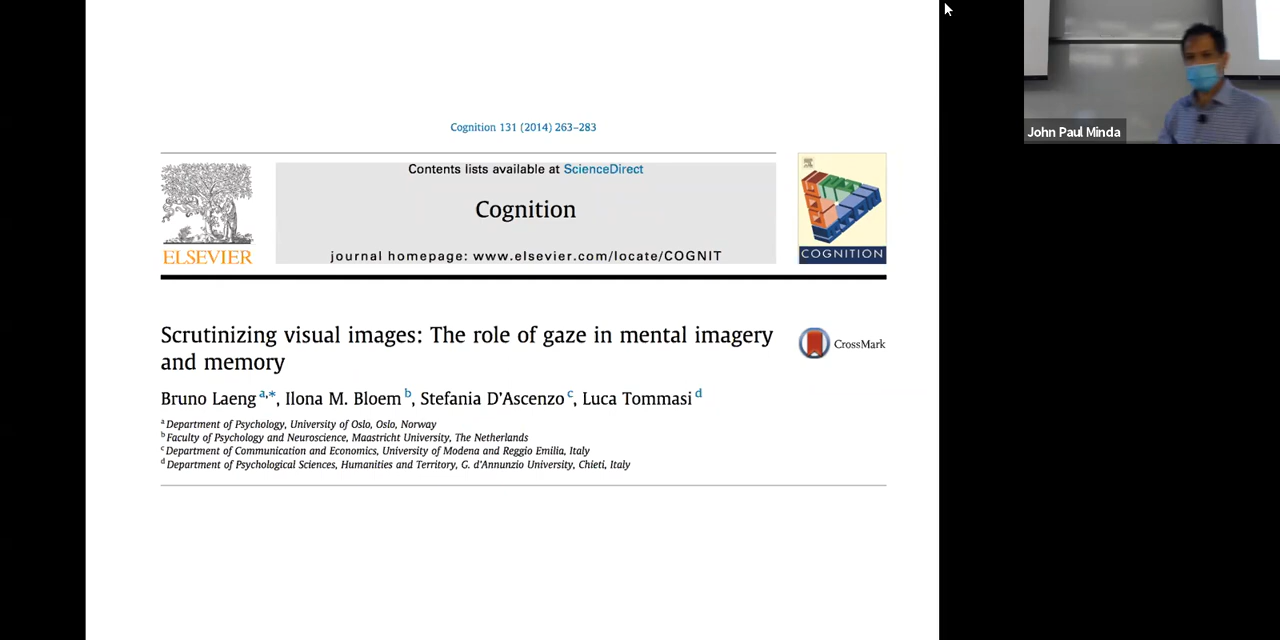 Cognition 131 (2014) 263–283
Contents lists available at ScienceDirect
Cognition
journal homepage: www.elsevier.com/locate/COGNIT
ELSEVIER
COGNITION
Scrutinizing visual images: The role of gaze in mental imagery
and memory
CrossMark
Bruno Laeng a,*, Ilona M. Bloem b, Stefania D'Ascenzo c, Luca Tommasi d
a Department of Psychology, University of Oslo, Oslo, Norway
b Faculty of Psychology and Neuroscience, Maastricht University, The Netherlands
c Department of Communication and Economics, University of Modena and Reggio Emilia, Italy
d Department of Psychological Sciences, Humanities and Territory, G. d'Annunzio University, Chieti, Italy
John Paul Minda